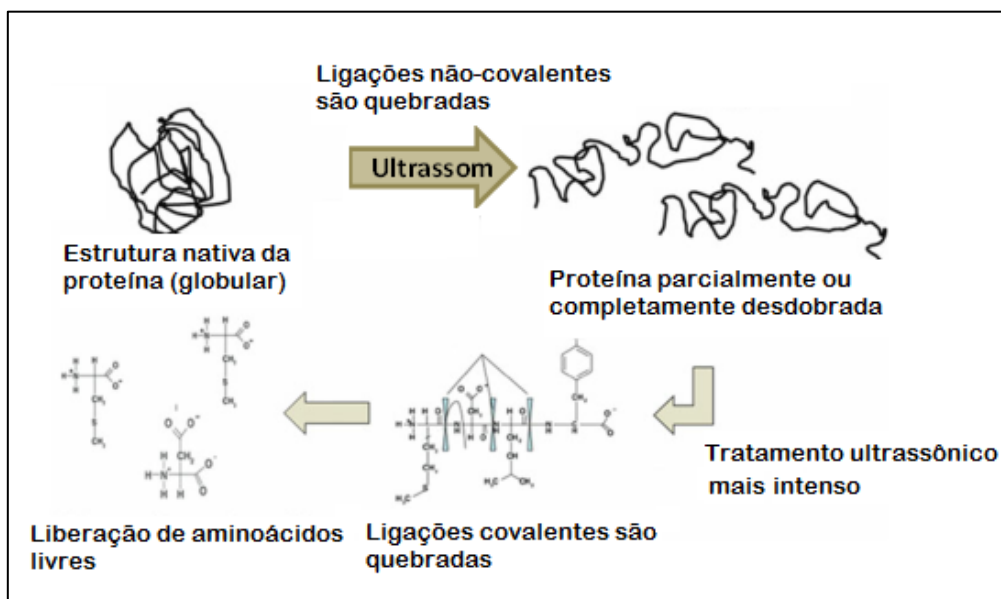 Ligações não-covalentes
são quebradas
Ultrassom
Estrutura nativa da
proteína (globular)
Proteína parcialmente ou
completamente desdobrada
Tratamento ultrassônico
mais intenso
Ligações covalentes são
quebradas
Liberação de aminoácidos
livres